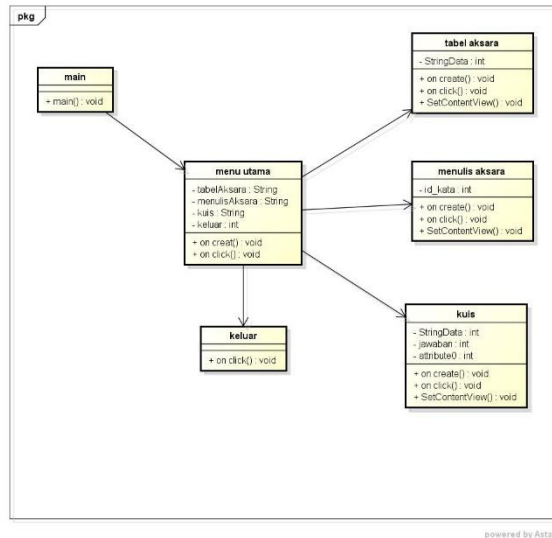 pkg
main
+ main() : void
menu utama
- tabelAksara : String
- menulisAksara : String
- kuis : String
- keluar : int
+ on creat() : void
+ on click() : void
keluar
+ on click() : void
tabel aksara
- StringData : int
+ on create() : void
+ on click() : void
+ SetContentView() : void
menulis aksara
- id_kata : int
+ on create() : void
+ on click() : void
+ SetContentView() : void
kuis
- StringData : int
- jawaban : int
- attribute0 : int
+ on create() : void
+ on click() : void
+ SetContentView() : void
powered by Asta